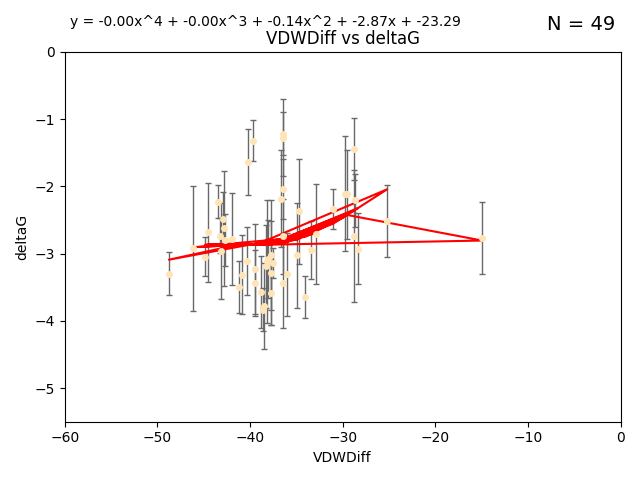 y = -0.00x^4 + -0.00x^3 + -0.14x^2 + -2.87x + -23.29
N = 49
VDWDiff vs deltaG
0
−1
−2
−3
−4
−5
deltaG
−60 −50 −40 −30 −20 −10 0
VDWDiff